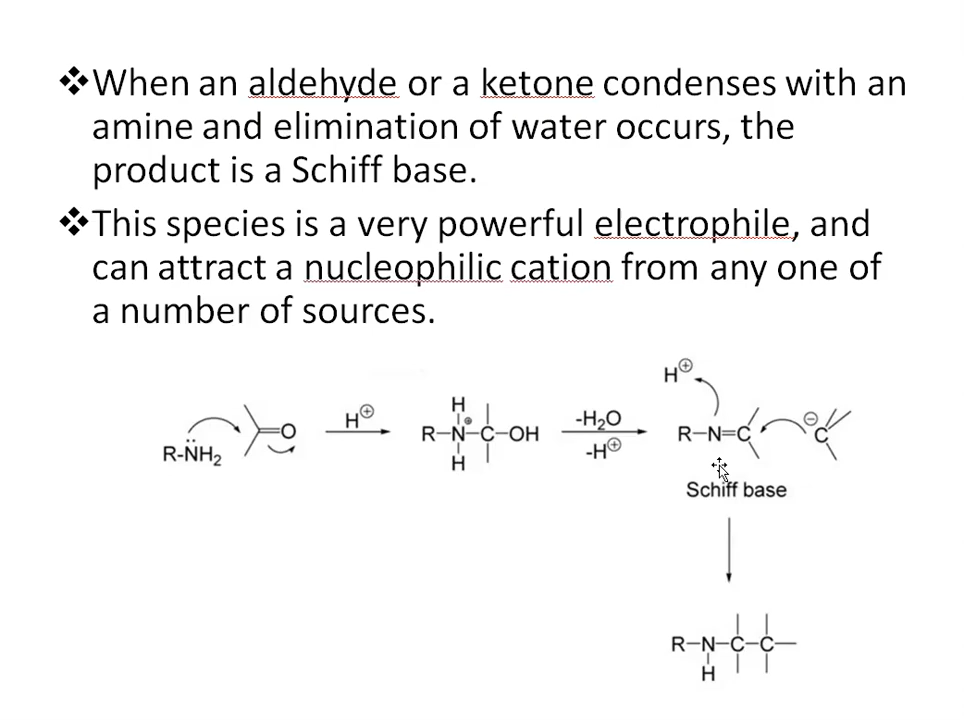 ❖When an aldehyde or a ketone condenses with an
amine and elimination of water occurs, the
product is a Schiff base.
❖This species is a very powerful electrophile, and
can attract a nucleophilic cation from any one of
a number of sources.
H⊕
R-N̈H₂ =O H⊕ H H R–N⊕–C–OH -H₂O -H⊕ R–N=C C⊖
Schiff base
R–N–C–C–
H